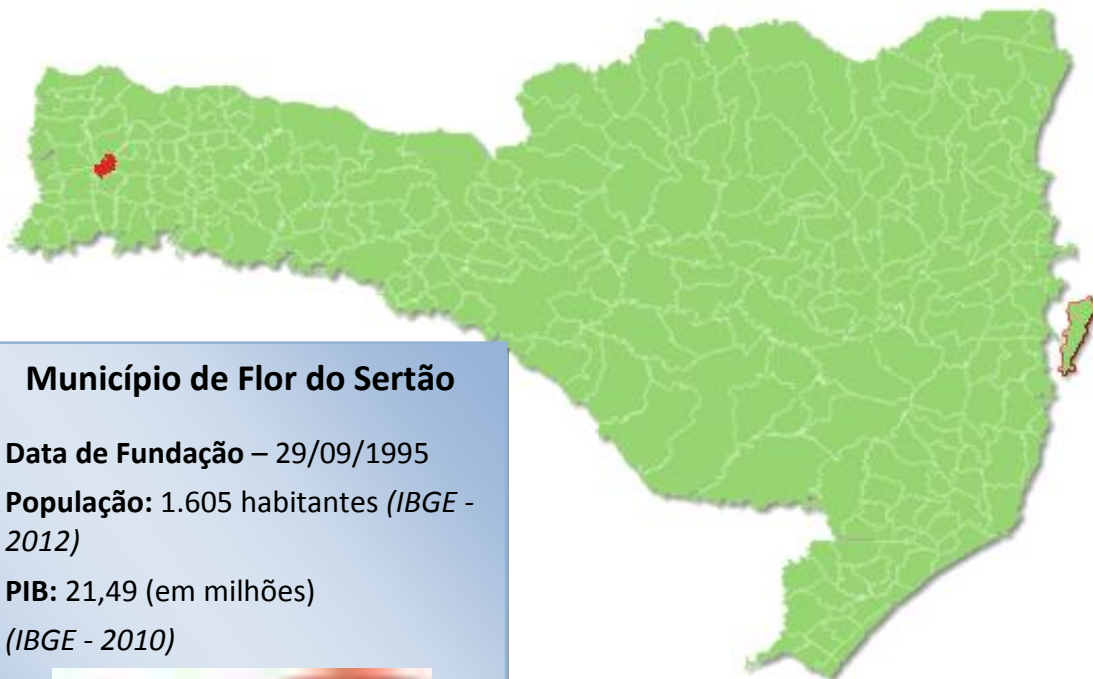 Município de Flor do Sertão
Data de Fundação – 29/09/1995
População: 1.605 habitantes (IBGE -
2012)
PIB: 21,49 (em milhões)
(IBGE - 2010)